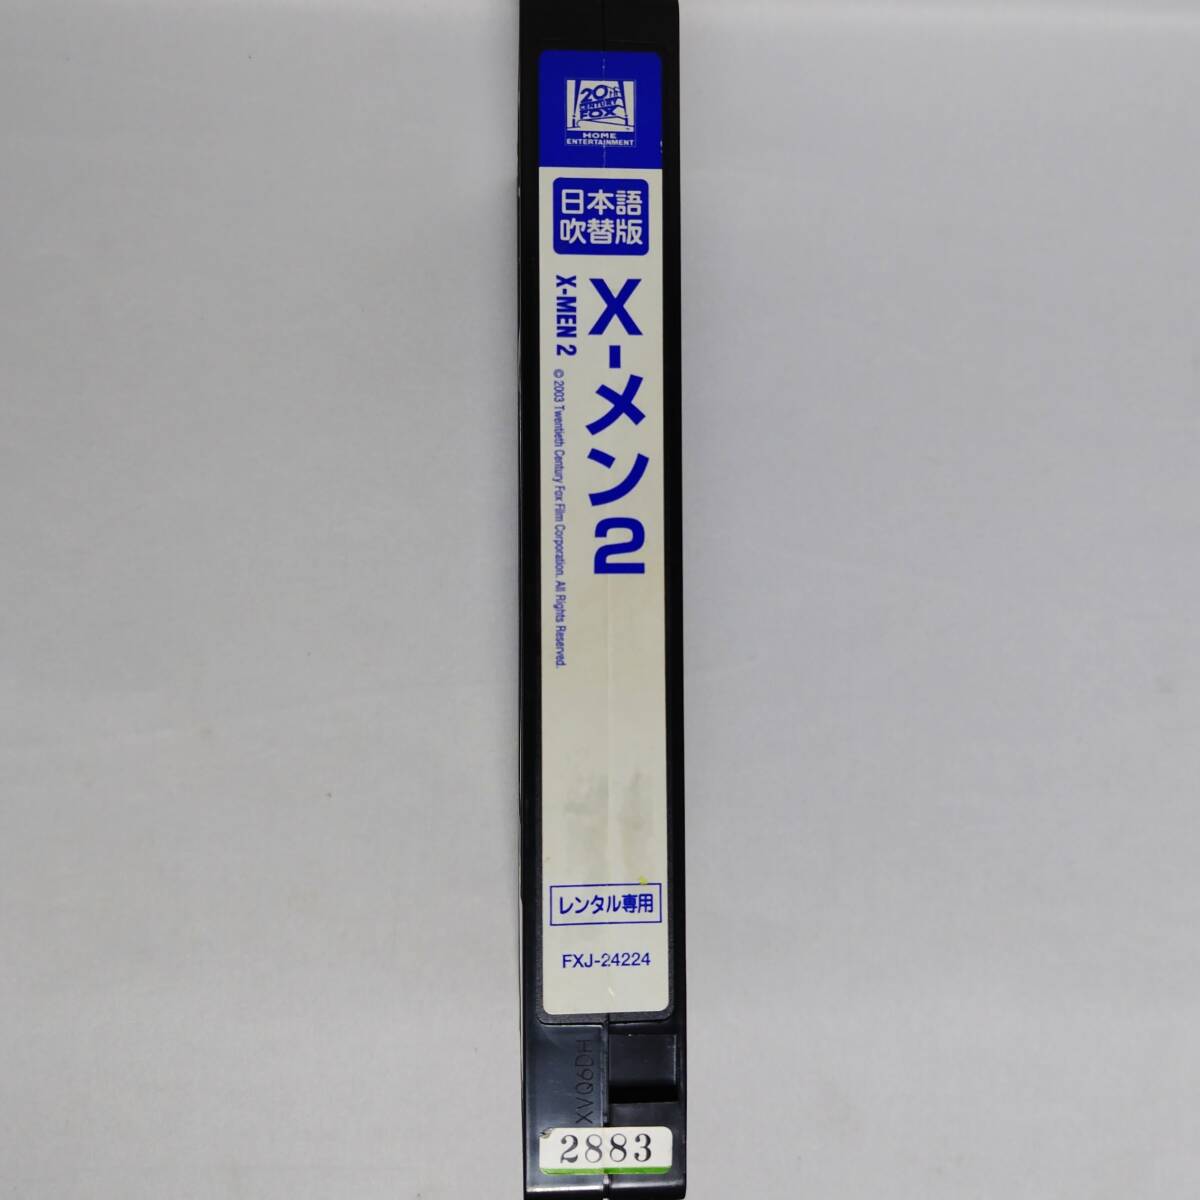 20th
CENTURY
FOX
HOME
ENTERTAINMENT
日本語
吹替版
X-メン2
X-MEN 2 © 2003 Twentieth Century Fox Film Corporation. All Rights Reserved.
レンタル専用
FXJ-24224
XVQ6DH
2883